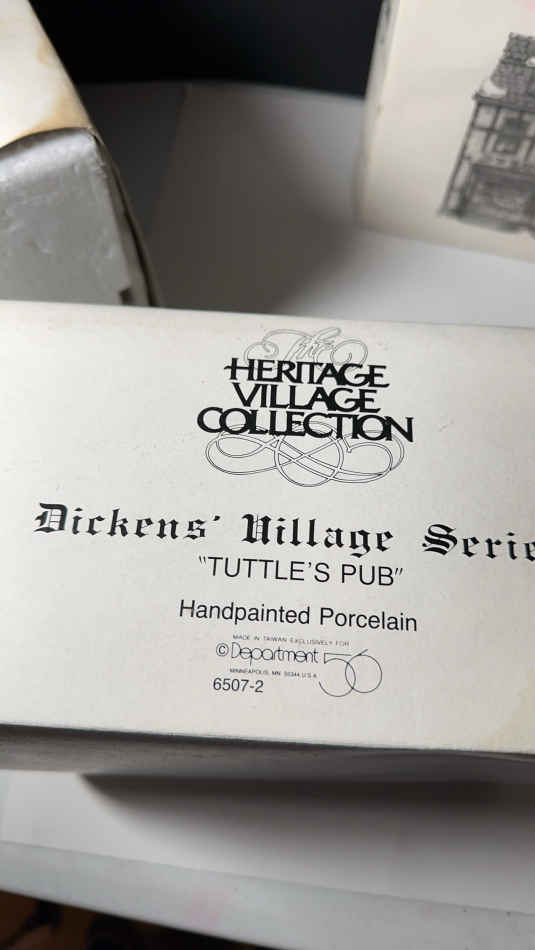 The
HERITAGE
VILLAGE
COLLECTION
Dickens' Village Serie
"TUTTLE'S PUB"
Handpainted Porcelain
MADE IN TAIWAN EXCLUSIVELY FOR
© Department 56
MINNEAPOLIS, MN 55344 U.S.A.
6507-2